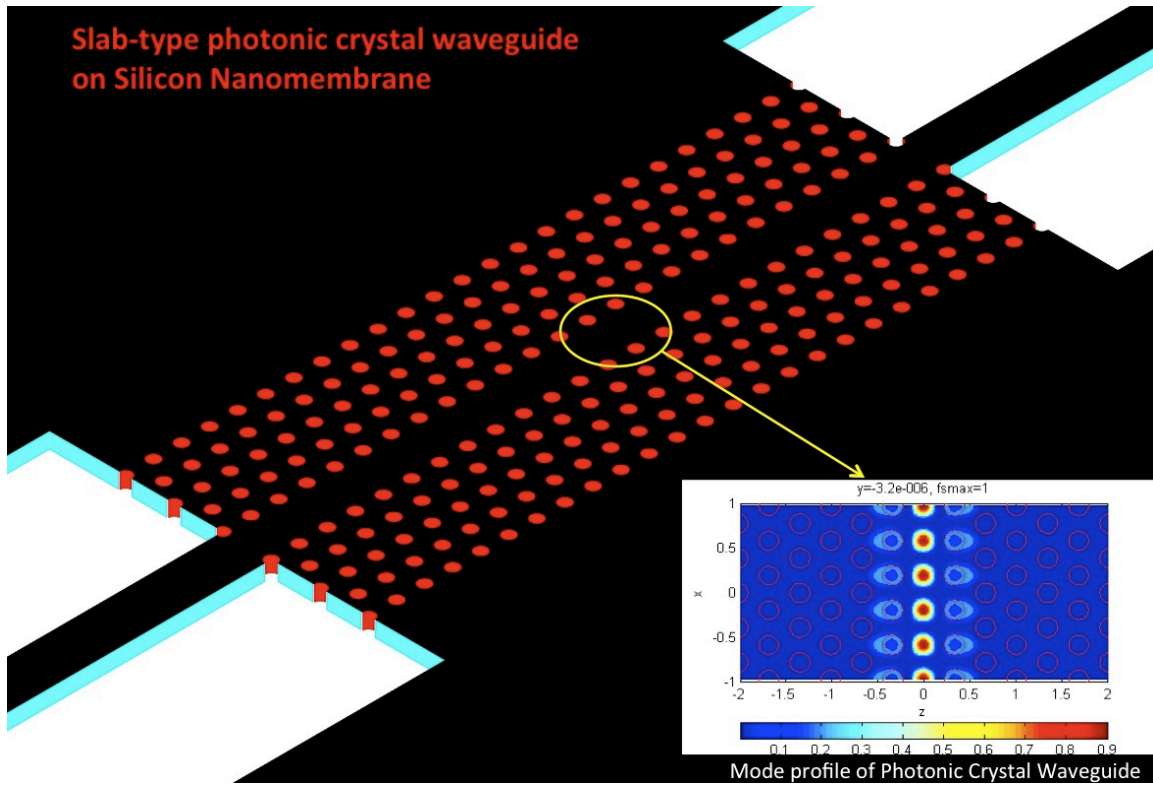 Slab-type photonic crystal waveguide
on Silicon Nanomembrane
y=-3.2e-006, fsmax=1
1
0.5
0
-0.5
-1
x
-2 -1.5 -1 -0.5 0 0.5 1 1.5 2
z
0.1 0.2 0.3 0.4 0.5 0.6 0.7 0.8 0.9
Mode profile of Photonic Crystal Waveguide